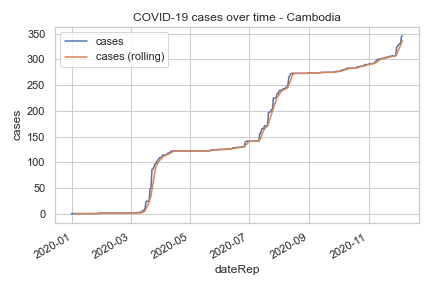 COVID-19 cases over time - Cambodia
cases
cases (rolling)
350
300
250
200
150
100
50
0
cases
2020-01
2020-03
2020-05
2020-07
2020-09
2020-11
dateRep